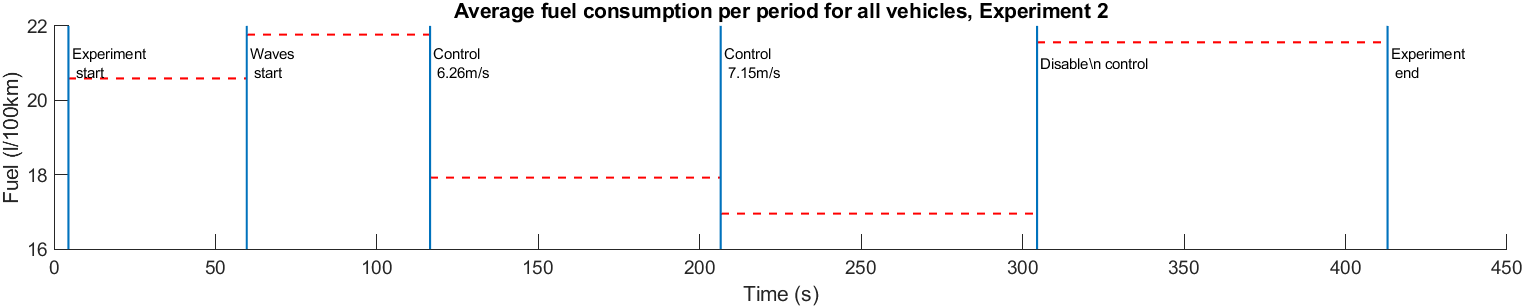 Average fuel consumption per period for all vehicles, Experiment 2
22
20
18
16
Fuel (l/100km)
Experiment
start
Waves
start
Control
6.26m/s
Control
7.15m/s
Disable\n control
Experiment
end
0
50
100
150
200
250
300
350
400
450
Time (s)